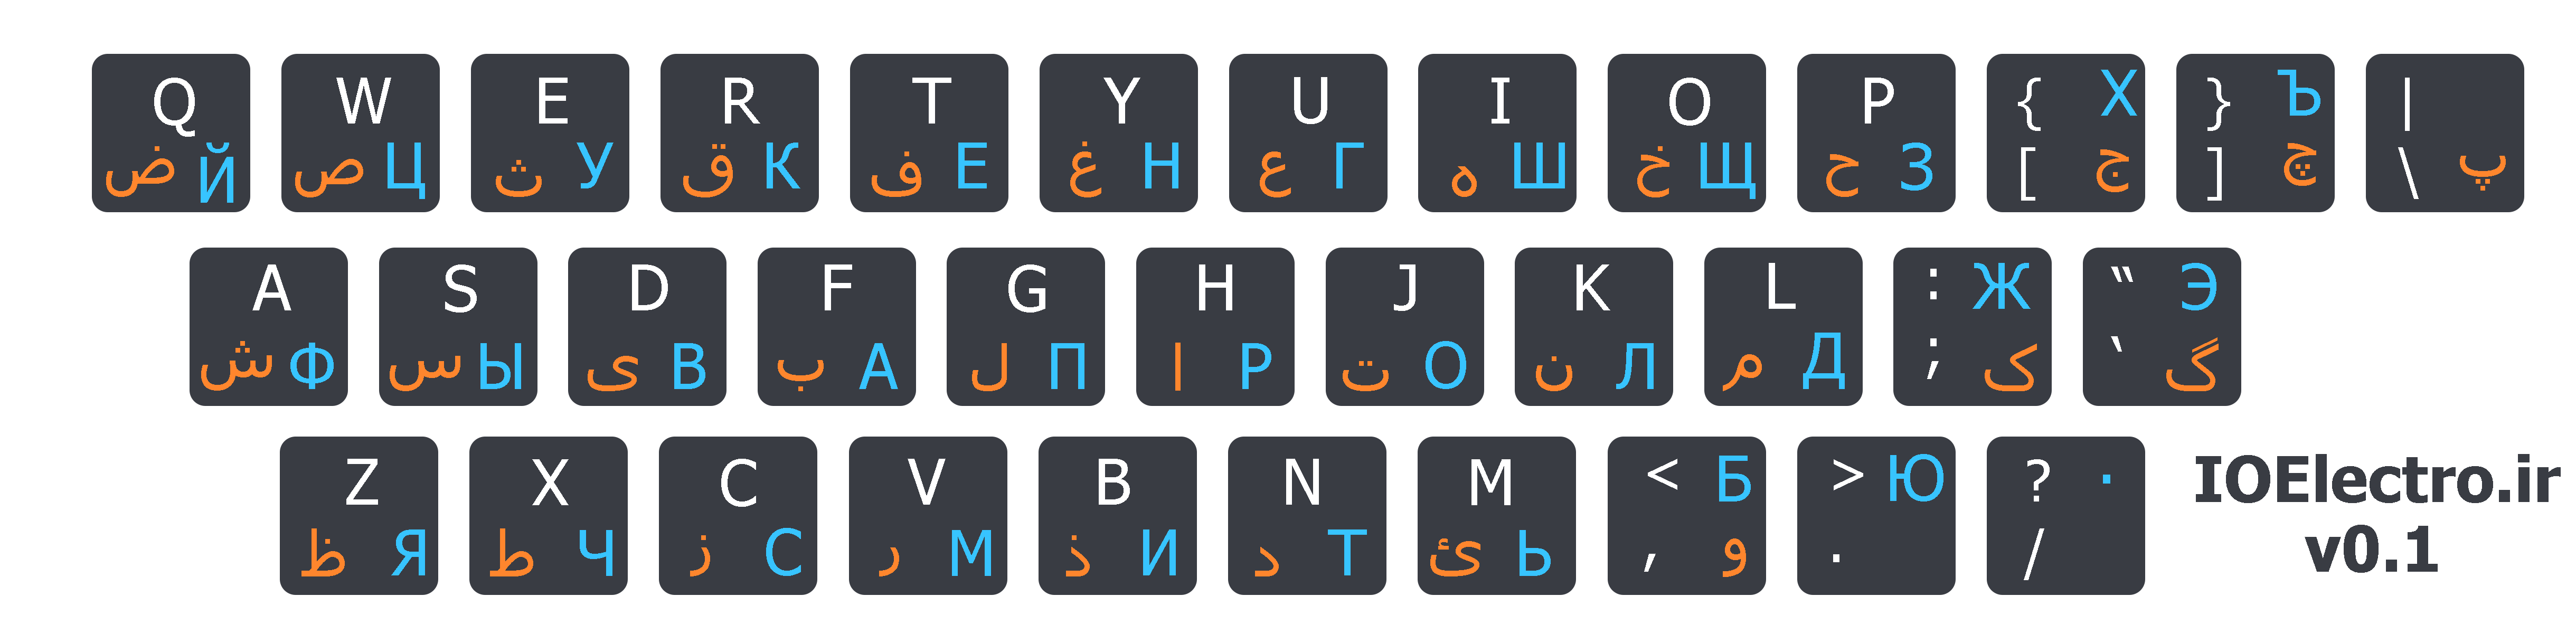 Q ض Й W ص Ц E ث У R ق К T ف Е Y غ Н U ع Г I ه Ш O خ Щ P ح З { [ Х ج } ] Ъ چ | \ پ
A ش Ф S س Ы D ی В F ب А G ل П H ا Р J ت О K ن Л L م Д : ; Ж ک “ ‛ Э گ
Z ظ Я X ط Ч C ز С V ر М B ذ И N د Т M ئ Ь < , Б و > . Ю ? / .
IOElectro.ir
v0.1